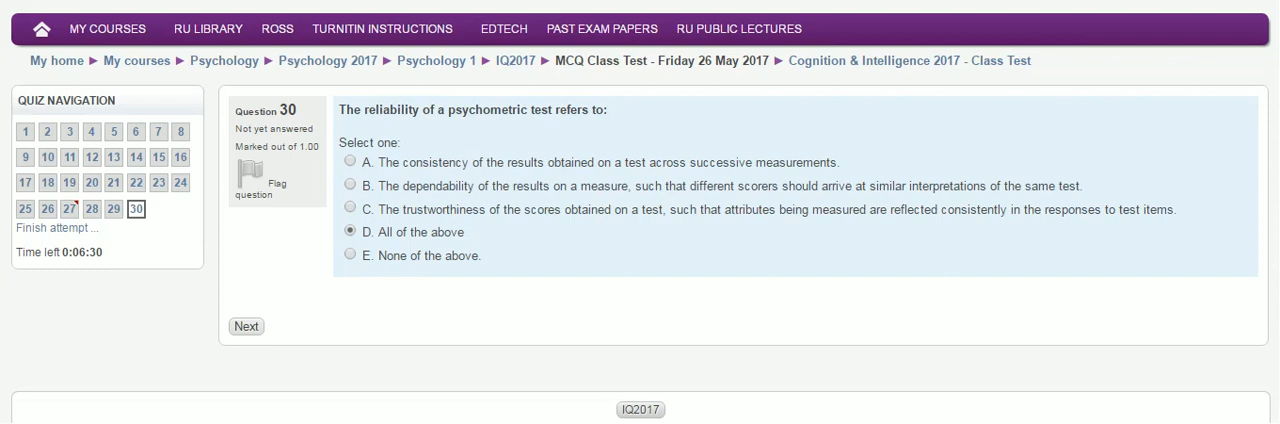 MY COURSES RU LIBRARY ROSS TURNITIN INSTRUCTIONS EDTECH PAST EXAM PAPERS RU PUBLIC LECTURES
My home ► My courses ► Psychology ► Psychology 2017 ► Psychology 1 ► IQ2017 ► MCQ Class Test - Friday 26 May 2017 ► Cognition & Intelligence 2017 - Class Test
QUIZ NAVIGATION
1 2 3 4 5 6 7 8
9 10 11 12 13 14 15 16
17 18 19 20 21 22 23 24
25 26 27 28 29 30
Finish attempt ...
Time left 0:06:30
Question 30
Not yet answered
Marked out of 1.00
Flag
question
The reliability of a psychometric test refers to:
Select one:
A. The consistency of the results obtained on a test across successive measurements.
B. The dependability of the results on a measure, such that different scorers should arrive at similar interpretations of the same test.
C. The trustworthiness of the scores obtained on a test, such that attributes being measured are reflected consistently in the responses to test items.
D. All of the above
E. None of the above.
Next
IQ2017